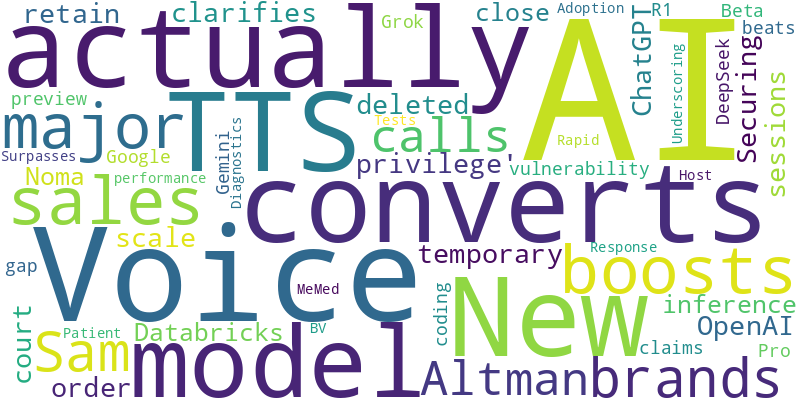 retain
clarifies
Grok
close
Adoption
R1
Beta
beats
actually
AI
ChatGPT
Underscoring
DeepSeek
Securing
sessions
preview
TTS
deleted
Tests
major
calls
Rapid
Surpasses
Google
Gemini
Diagnostics
privilege'
vulnerability
Noma
performance
Host
sales
converts
scale
Voice
temporary
Response
gap
MeMed
New
boosts
inference
court
Patient
Databricks
BV
coding
OpenAI
Sam
model
claims
Pro
order
Altman
brands